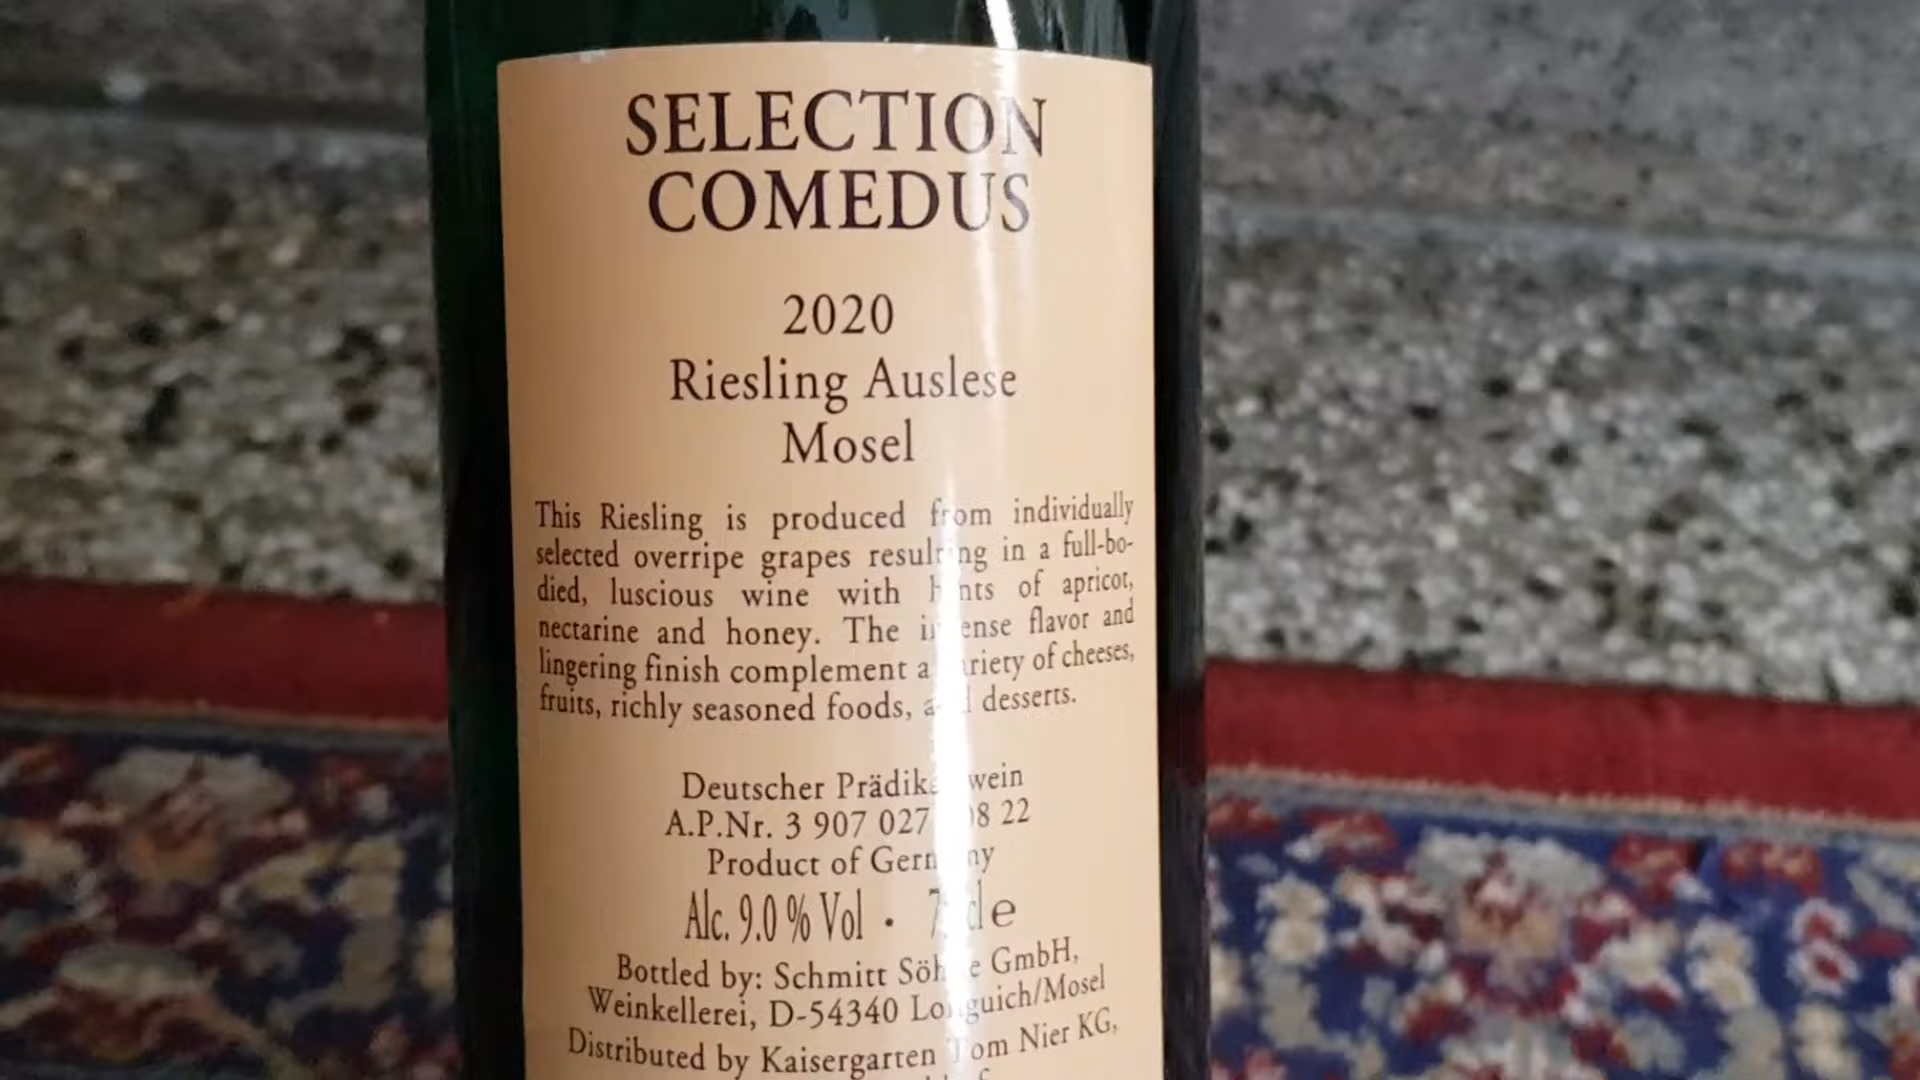 SELECTION
COMEDUS
2020
Riesling Auslese
Mosel
This Riesling is produced from individually
selected overripe grapes resulting in a full-bo-
died, luscious wine with hints of apricot,
nectarine and honey. The intense flavor and
lingering finish complement a variety of cheeses,
fruits, richly seasoned foods, and desserts.
Deutscher Prädikatswein
A.P.Nr. 3 907 027 22
Product of Germany
Alc. 9.0 % Vol • e
Bottled by: Schmitt Söhne GmbH,
Weinkellerei, D-54340 Longuich/Mosel
Distributed by Kaisergarten Tom Nier KG,